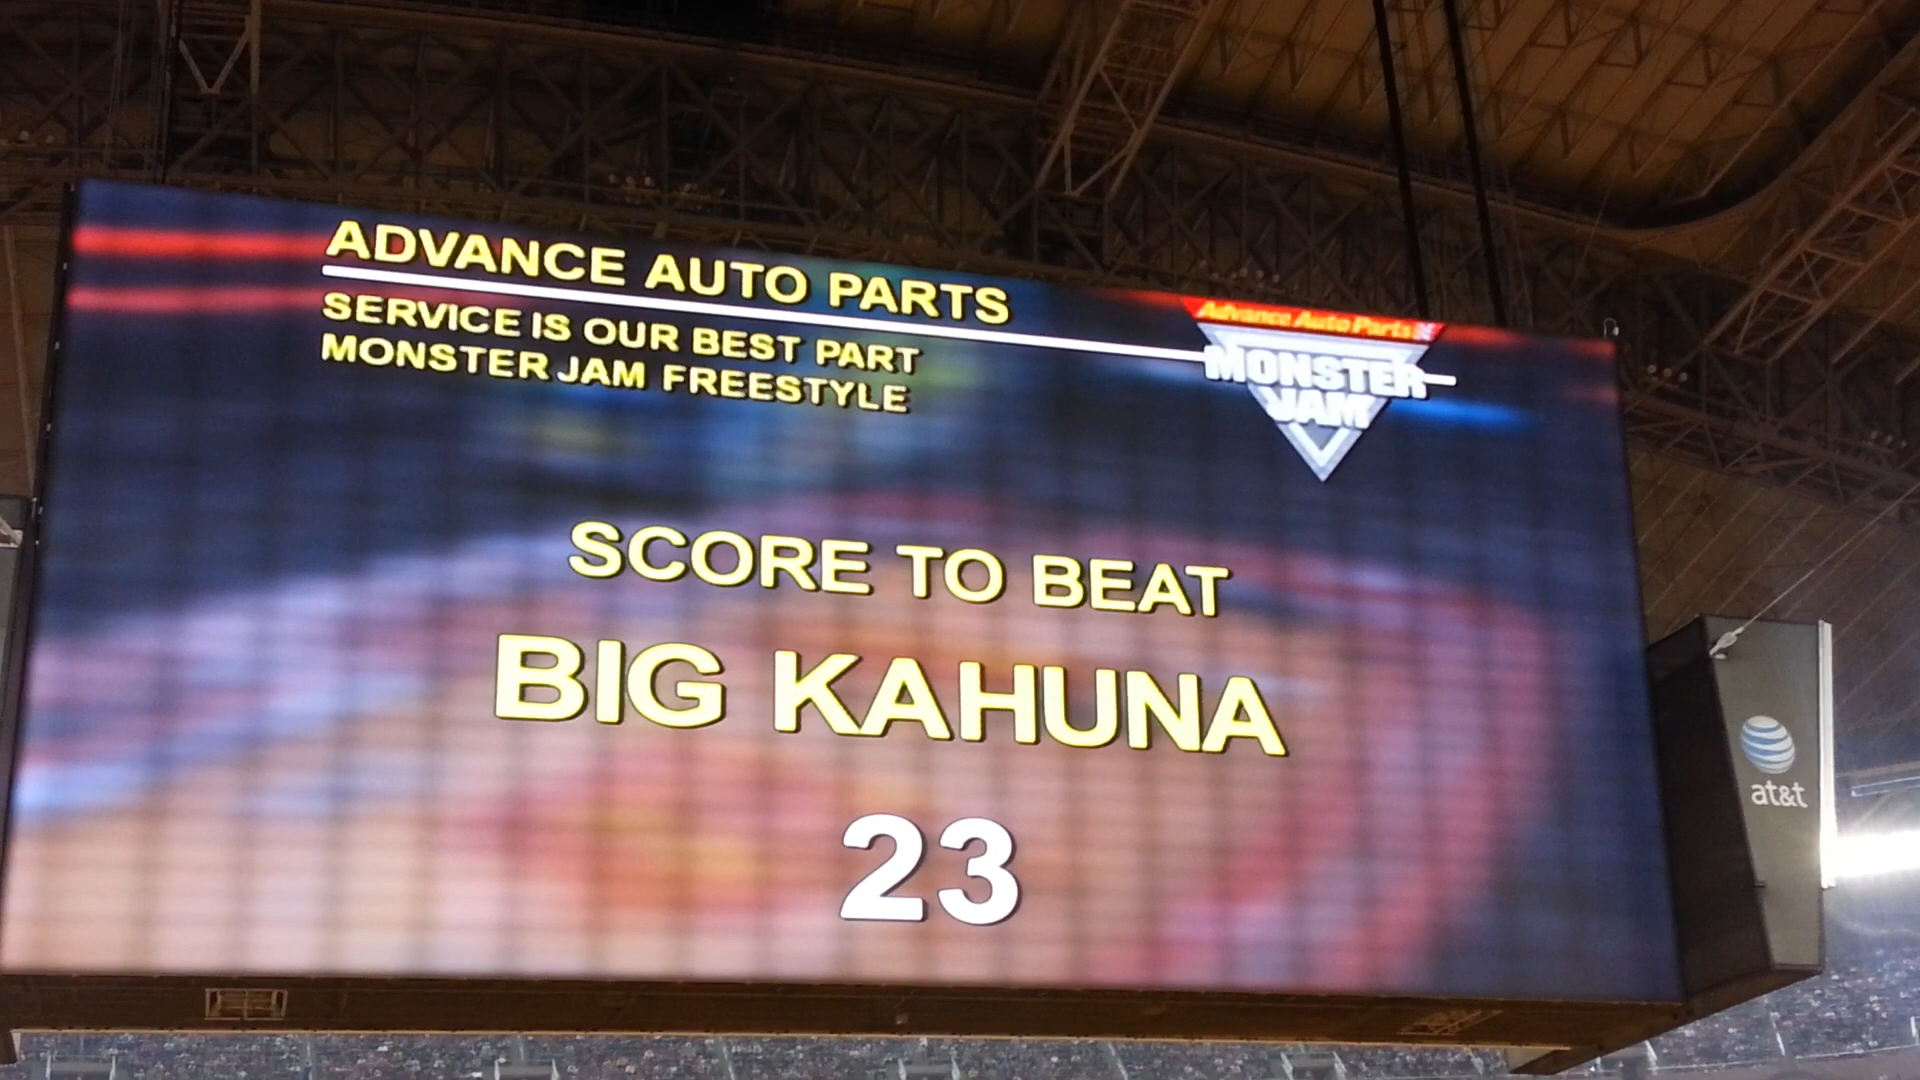 ADVANCE AUTO PARTS
SERVICE IS OUR BEST PART
MONSTER JAM FREESTYLE
Advance Auto Parts
MONSTER
JAM
SCORE TO BEAT
BIG KAHUNA
23
at&t